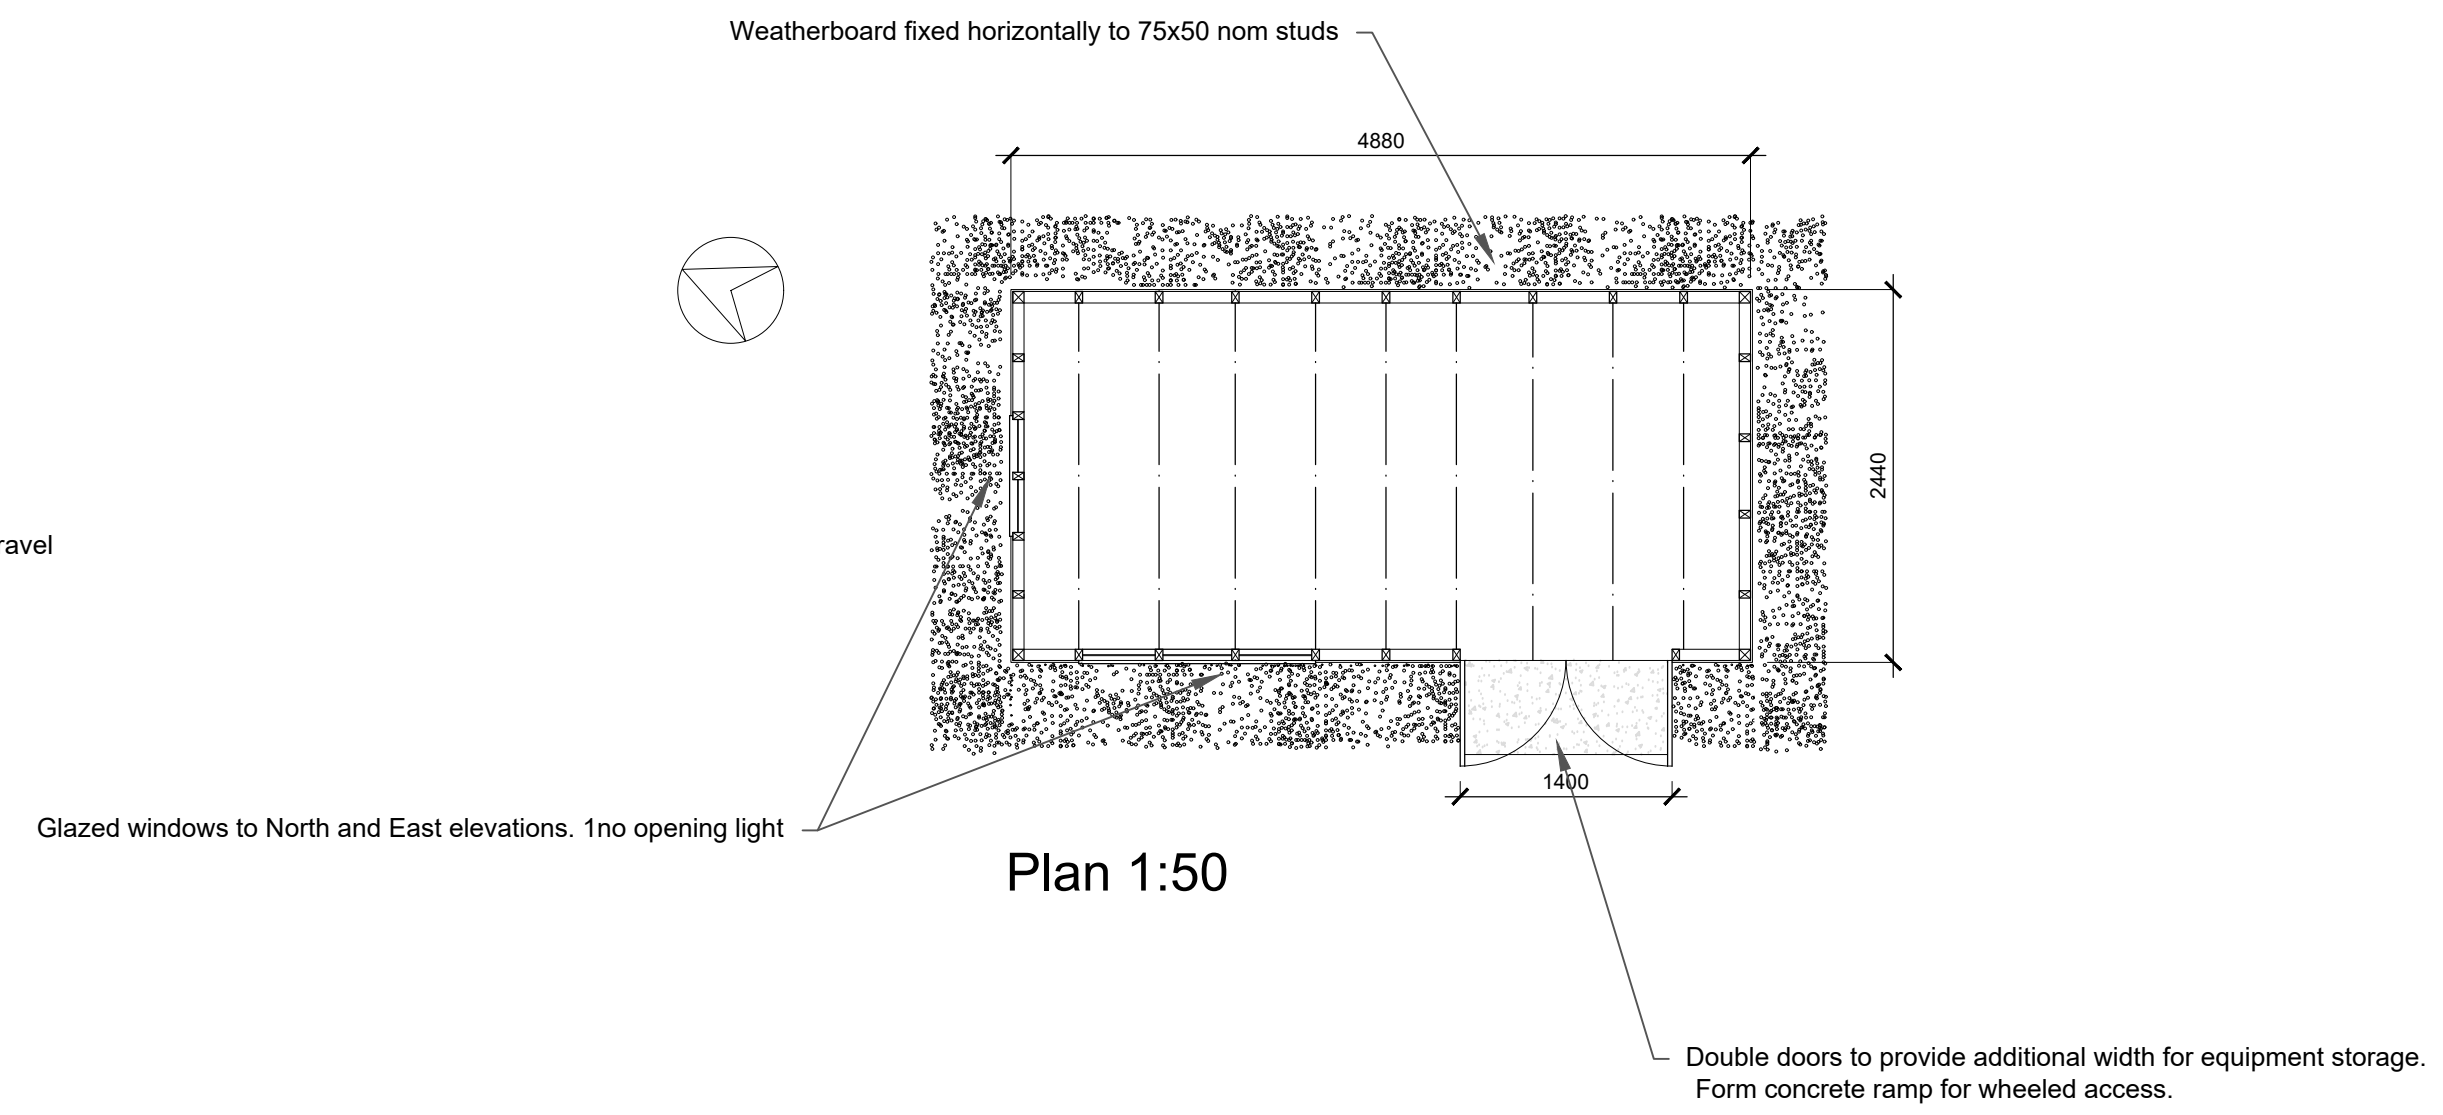 Weatherboard fixed horizontally to 75x50 nom studs
4880
2440
ravel
1400
Glazed windows to North and East elevations. 1no opening light
Plan 1:50
Double doors to provide additional width for equipment storage.
Form concrete ramp for wheeled access.